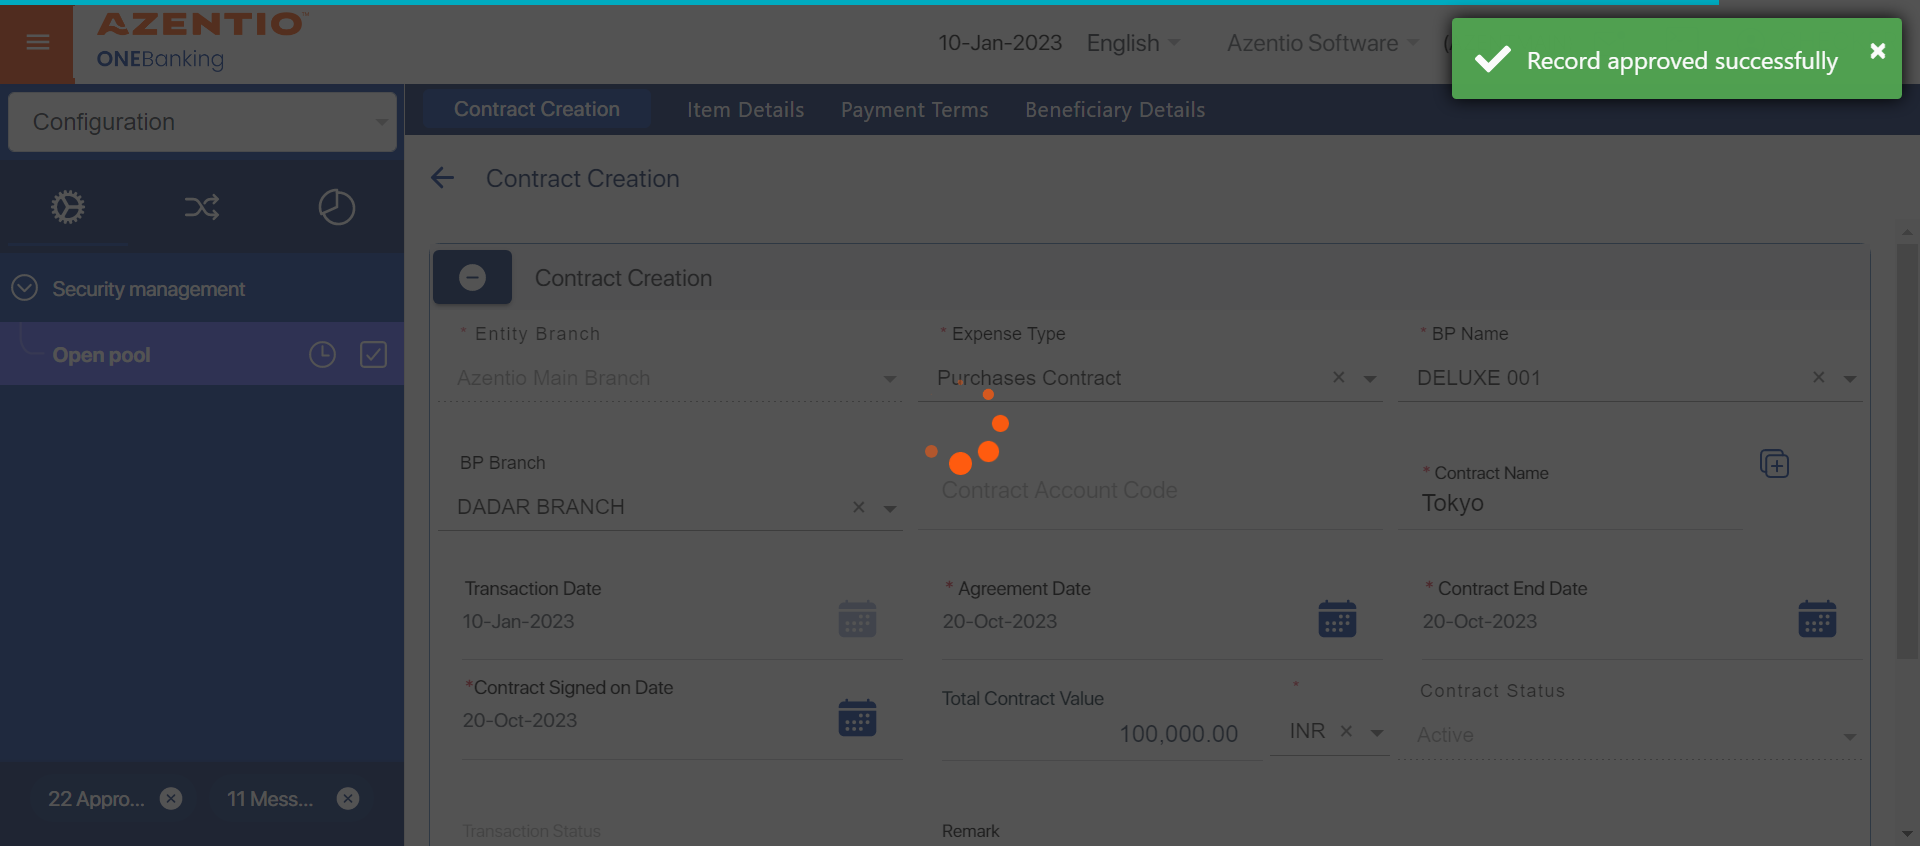 AZENTIO™
ONEBanking
10-Jan-2023
English
Azentio Software
Record approved successfully
Configuration
Contract Creation
Item Details
Payment Terms
Beneficiary Details
Contract Creation
Security management
Open pool
Contract Creation
* Entity Branch
Azentio Main Branch
* Expense Type
Purchases Contract
* BP Name
DELUXE 001
BP Branch
DADAR BRANCH
Contract Account Code
* Contract Name
Tokyo
Transaction Date
10-Jan-2023
* Agreement Date
20-Oct-2023
* Contract End Date
20-Oct-2023
*Contract Signed on Date
20-Oct-2023
Total Contract Value
100,000.00
*
INR
Contract Status
Active
22 Appro...
11 Mess...
Transaction Status
Remark